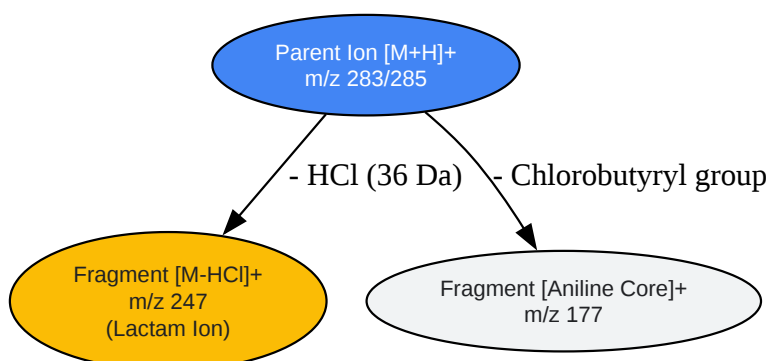 Parent Ion [M+H]+
m/z 283/285
- HCl (36 Da)
- Chlorobutyryl group
Fragment [M-HCl]+
m/z 247
(Lactam Ion)
Fragment [Aniline Core]+
m/z 177